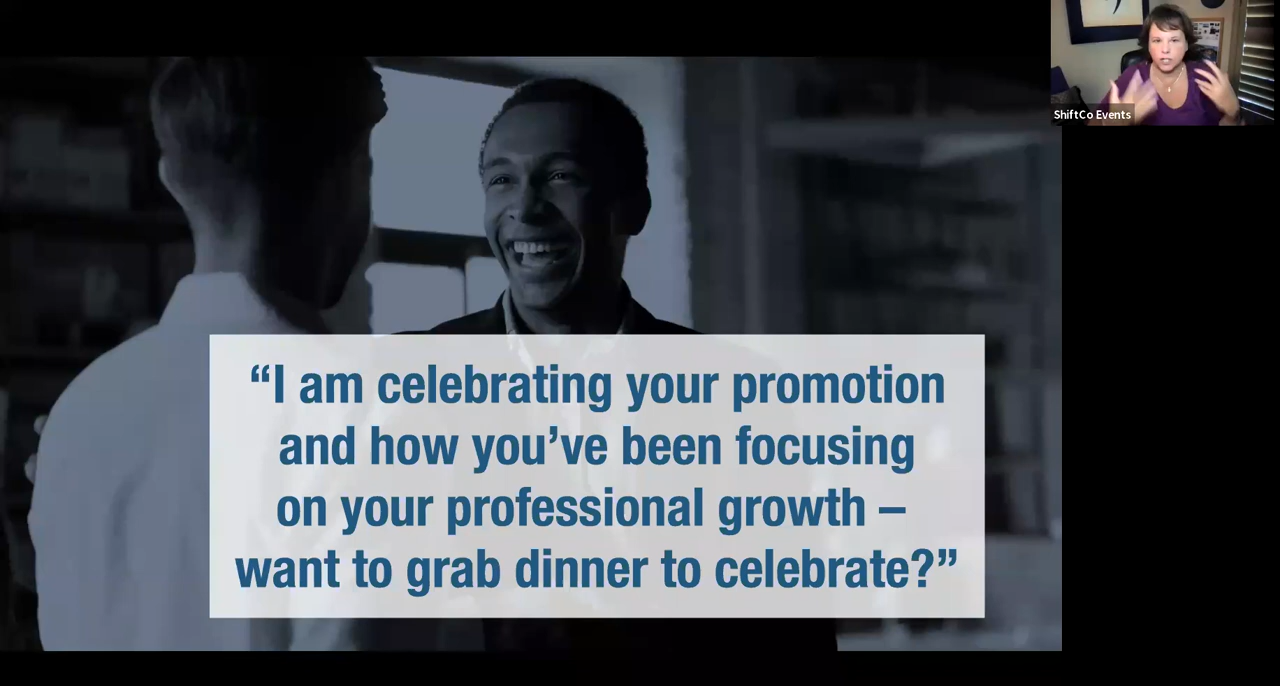 ShiftCo Events
“I am celebrating your promotion
and how you’ve been focusing
on your professional growth –
want to grab dinner to celebrate?”